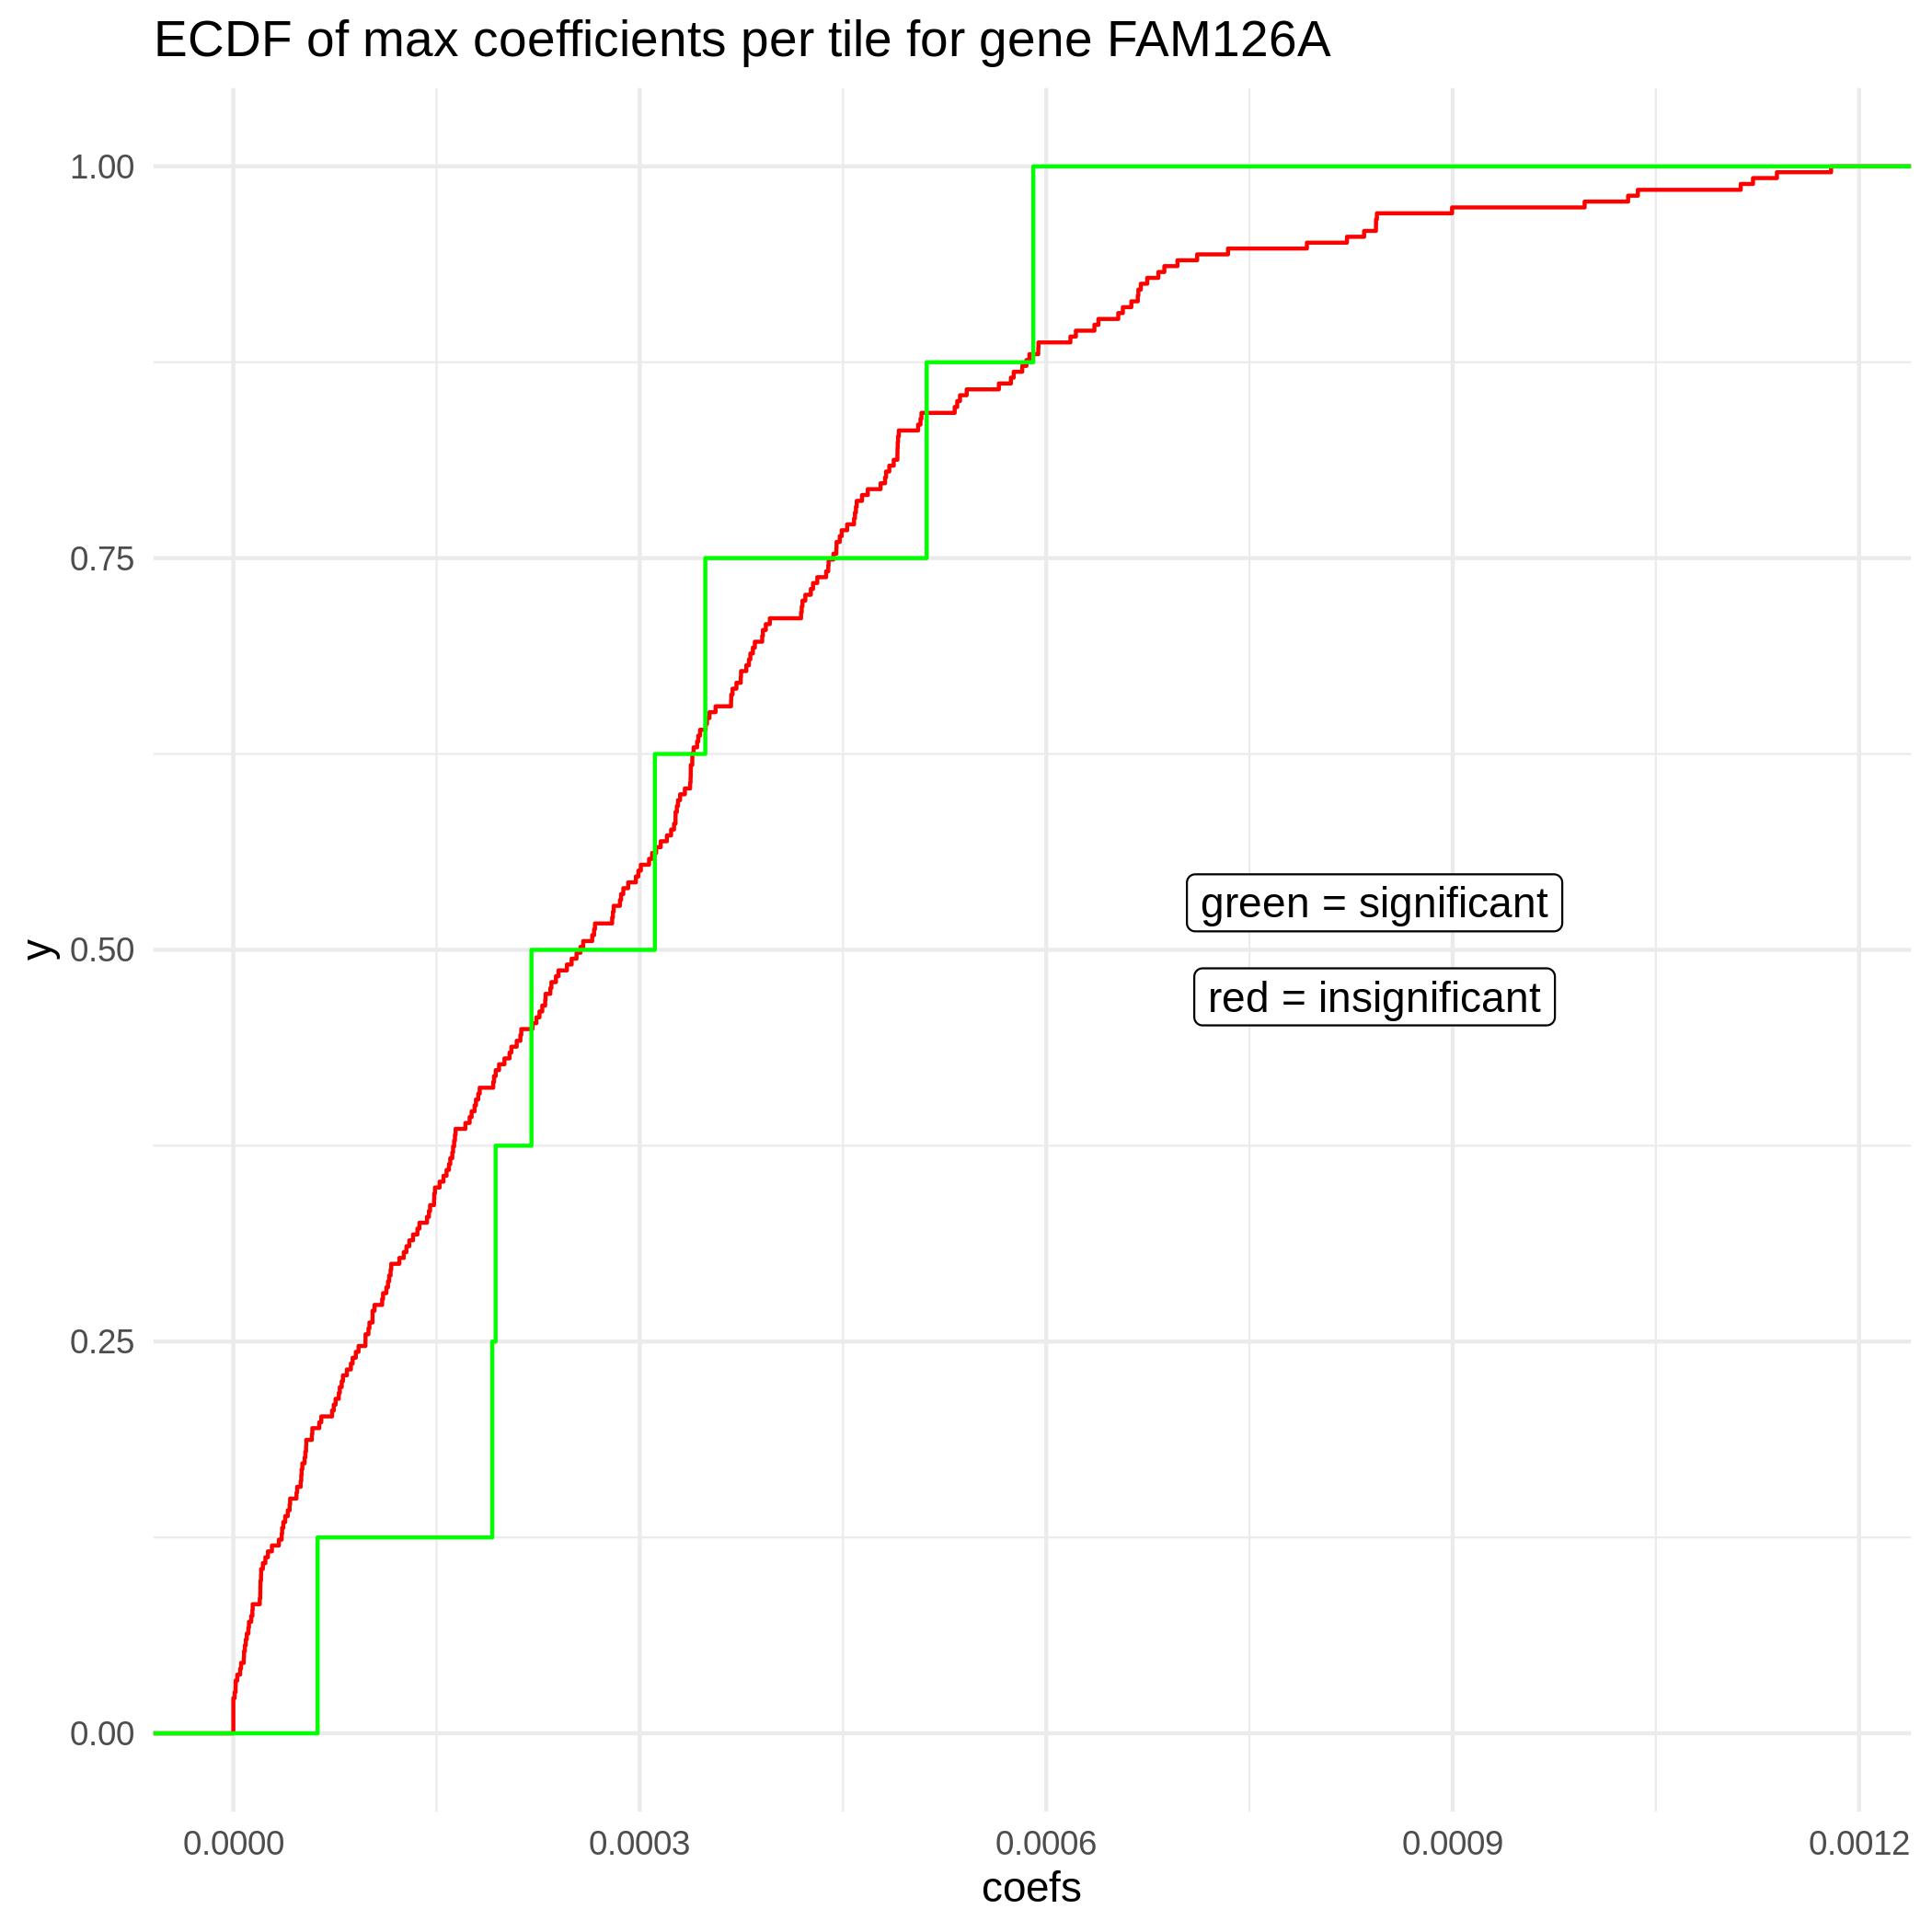 ECDF of max coefficients per tile for gene FAM126A
1.00
0.75
0.50
0.25
0.00
y
green = significant
red = insignificant
0.0000 0.0003 0.0006 0.0009 0.0012
coefs